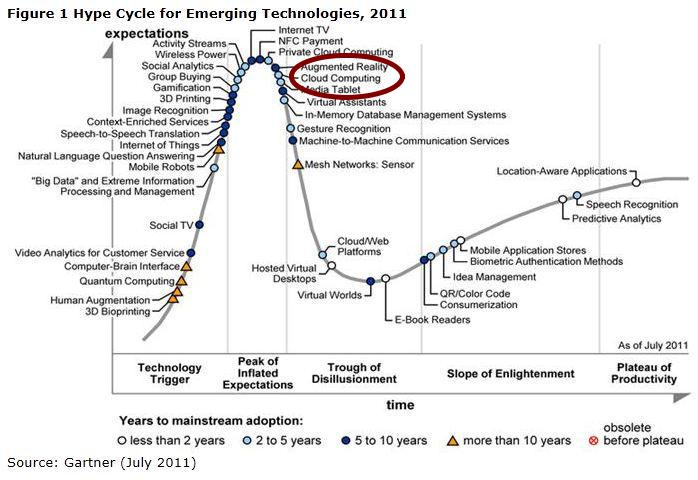 Figure 1 Hype Cycle for Emerging Technologies, 2011
expectations
Internet TV
NFC Payment
Private Cloud Computing
Activity Streams
Wireless Power
Social Analytics
Group Buying
Gamification
3D Printing
Image Recognition
Context-Enriched Services
Speech-to-Speech Translation
Internet of Things
Natural Language Question Answering
Mobile Robots
"Big Data" and Extreme Information
Processing and Management
Social TV
Video Analytics for Customer Service
Computer-Brain Interface
Quantum Computing
Human Augmentation
3D Bioprinting
Augmented Reality
Cloud Computing
Media Tablet
Virtual Assistants
In-Memory Database Management Systems
Gesture Recognition
Machine-to-Machine Communication Services
Mesh Networks: Sensor
Cloud/Web
Platforms
Hosted Virtual
Desktops
Virtual Worlds
E-Book Readers
Location-Aware Applications
Speech Recognition
Predictive Analytics
Mobile Application Stores
Biometric Authentication Methods
Idea Management
QR/Color Code
Consumerization
As of July 2011
Technology
Trigger
Peak of
Inflated
Expectations
Trough of
Disillusionment
Slope of Enlightenment
Plateau of
Productivity
time
Years to mainstream adoption:
less than 2 years
2 to 5 years
5 to 10 years
more than 10 years
obsolete
before plateau
Source: Gartner (July 2011)